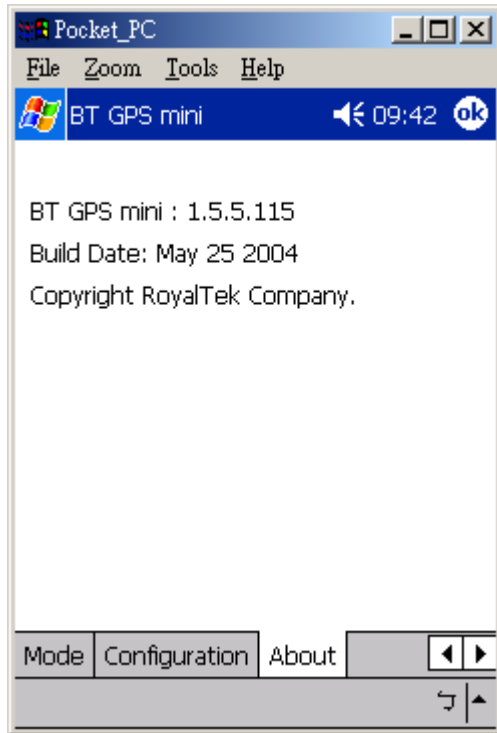 Pocket_PC
File Zoom Tools Help
BT GPS mini 09:42 ok
BT GPS mini : 1.5.5.115
Build Date: May 25 2004
Copyright RoyalTek Company.
Mode Configuration About
ㄅ